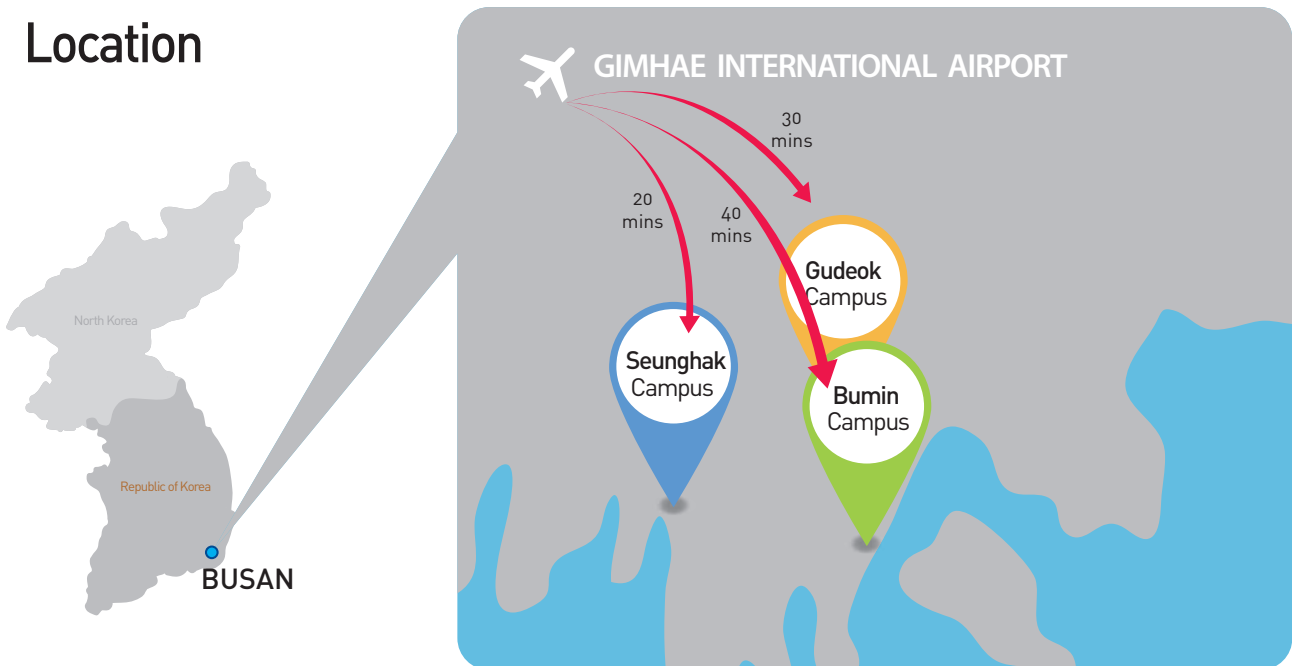 Location
GIMHAE INTERNATIONAL AIRPORT
30
mins
20
mins
40
mins
Gudeok
Campus
Seunghak
Campus
Bumin
Campus
North Korea
Republic of Korea
BUSAN